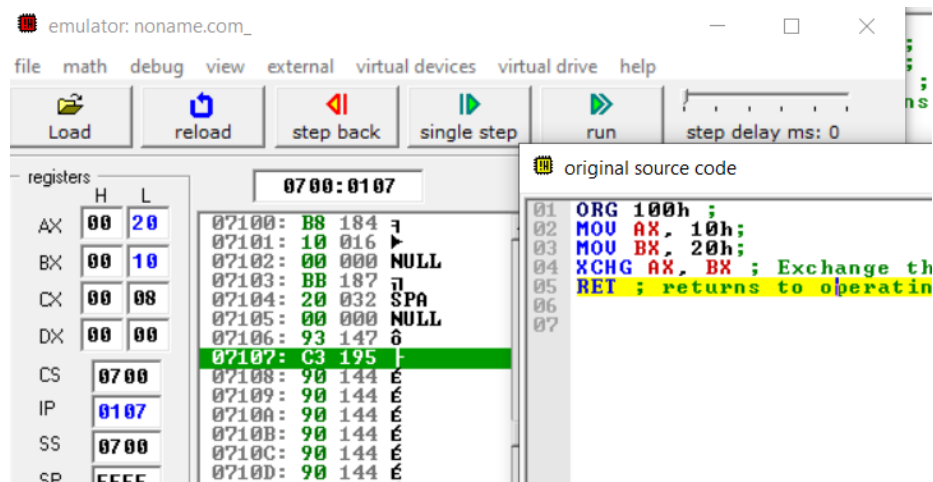 emulator: noname.com_
file math debug view external virtual devices virtual drive help
Load reload step back single step run step delay ms: 0
registers
H L
AX 00 20
BX 00 10
CX 00 08
DX 00 00
CS 0700
IP 0107
SS 0700
SP
0700:0107
07100: B8 184 ╕
07101: 10 016 ►
07102: 00 000 NULL
07103: BB 187 ╗
07104: 20 032 SPA
07105: 00 000 NULL
07106: 93 147 ô
07107: C3 195 ├
07108: 90 144 É
07109: 90 144 É
0710A: 90 144 É
0710B: 90 144 É
0710C: 90 144 É
0710D: 90 144 É
original source code
01 ORG 100h ;
02 MOV AX, 10h;
03 MOV BX, 20h;
04 XCHG AX, BX ; Exchange th
05 RET ; returns to operatin
06
07